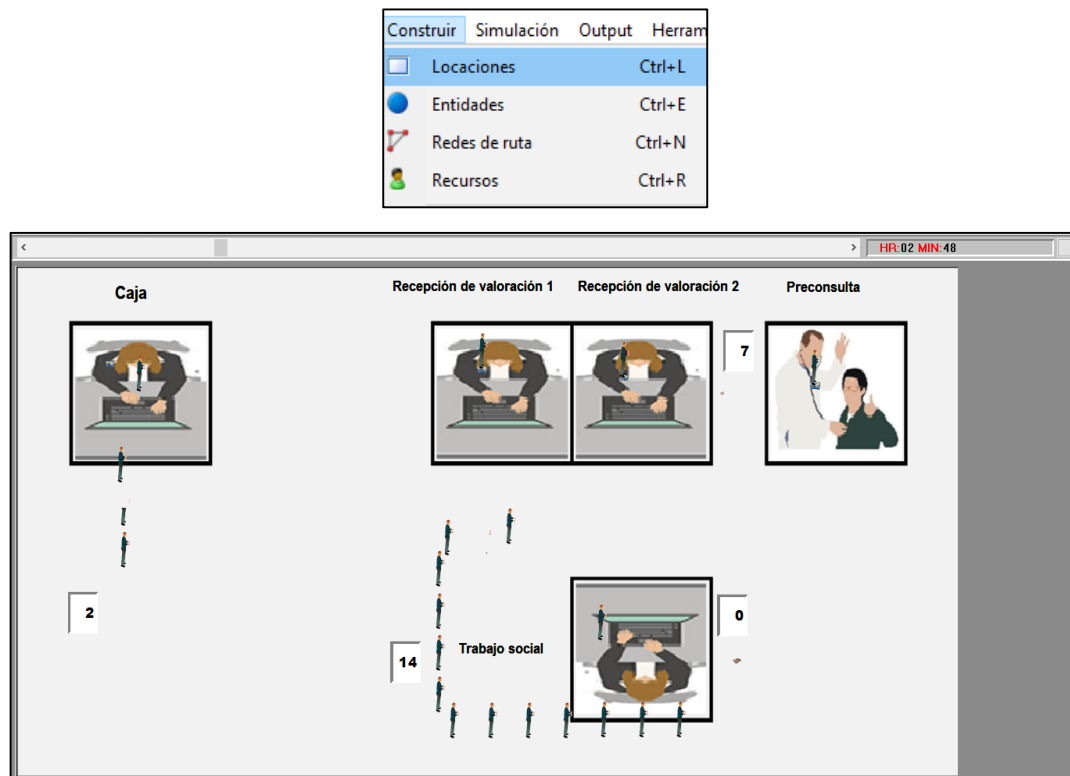 Construir Simulación Output Herram
Locaciones Ctrl+L
Entidades Ctrl+E
Redes de ruta Ctrl+N
Recursos Ctrl+R
< > HR:02 MIN:48
Caja
Recepción de valoración 1
Recepción de valoración 2
Preconsulta
7
2
14
Trabajo social
0